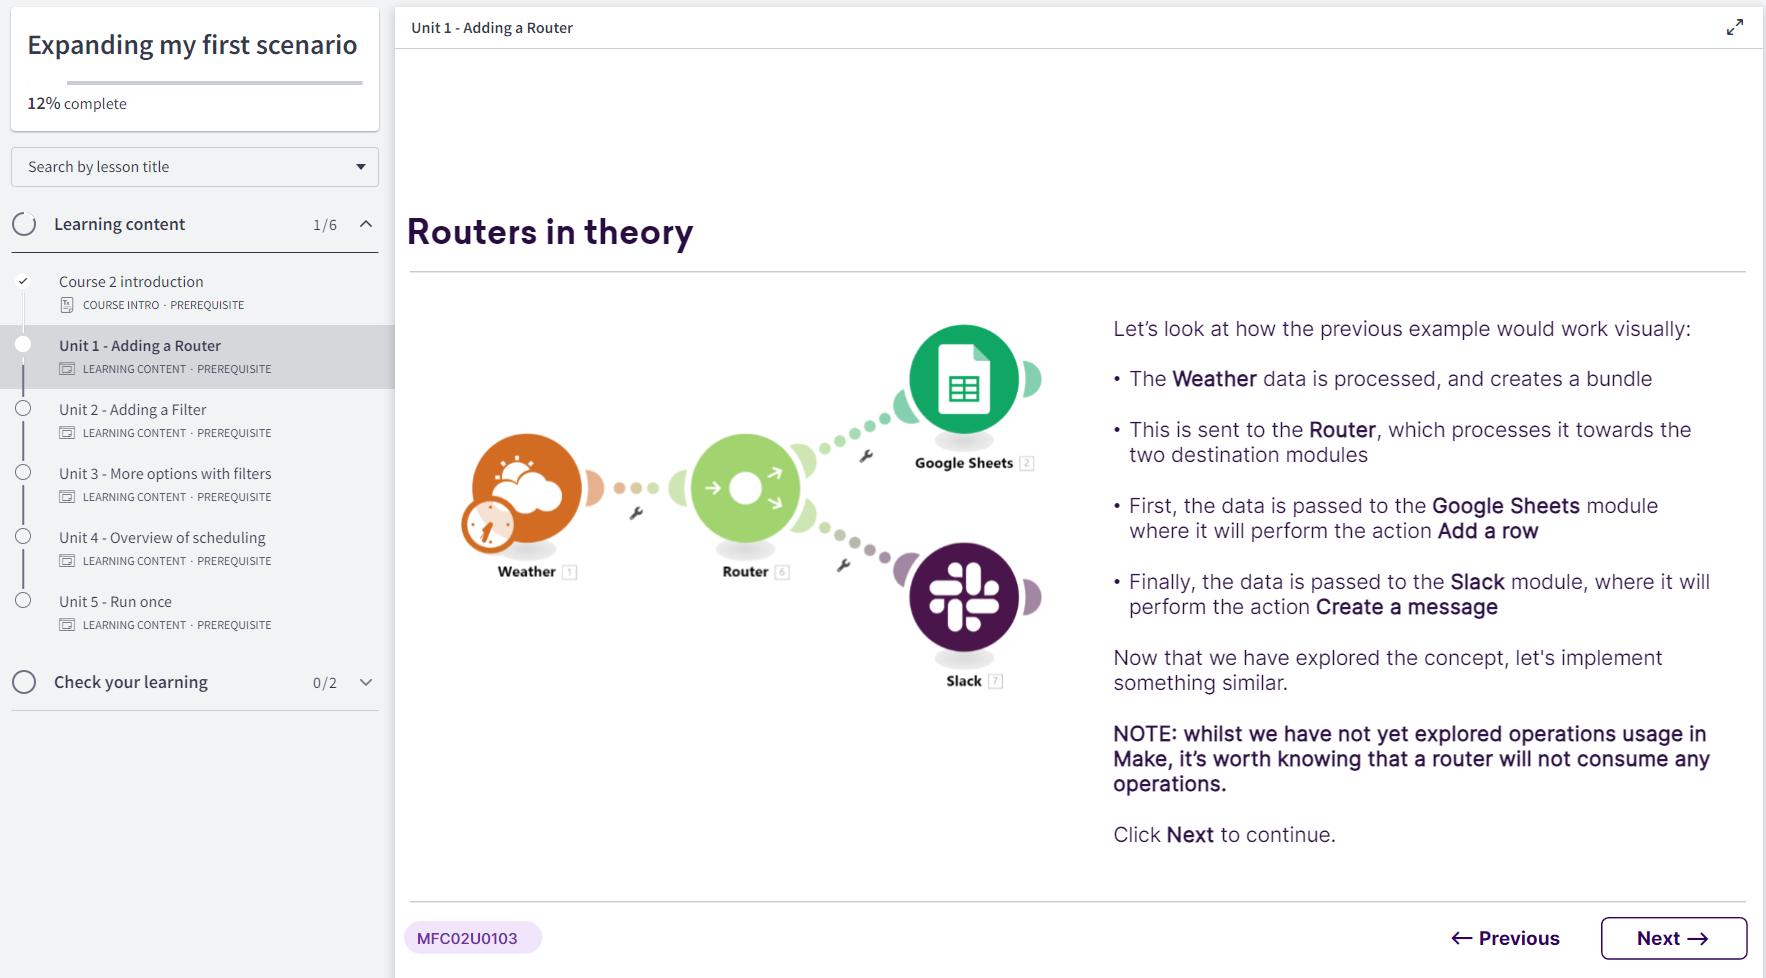 Expanding my first scenario
12% complete
Search by lesson title
Learning content 1/6
Course 2 introduction
COURSE INTRO · PREREQUISITE
Unit 1 - Adding a Router
LEARNING CONTENT · PREREQUISITE
Unit 2 - Adding a Filter
LEARNING CONTENT · PREREQUISITE
Unit 3 - More options with filters
LEARNING CONTENT · PREREQUISITE
Unit 4 - Overview of scheduling
LEARNING CONTENT · PREREQUISITE
Unit 5 - Run once
LEARNING CONTENT · PREREQUISITE
Check your learning 0/2
Unit 1 - Adding a Router
Routers in theory
Weather 1
Router 6
Google Sheets 2
Slack 7
Let’s look at how the previous example would work visually:
• The Weather data is processed, and creates a bundle
• This is sent to the Router, which processes it towards the
two destination modules
• First, the data is passed to the Google Sheets module
where it will perform the action Add a row
• Finally, the data is passed to the Slack module, where it will
perform the action Create a message
Now that we have explored the concept, let's implement
something similar.
NOTE: whilst we have not yet explored operations usage in
Make, it’s worth knowing that a router will not consume any
operations.
Click Next to continue.
MFC02U0103
← Previous
Next →